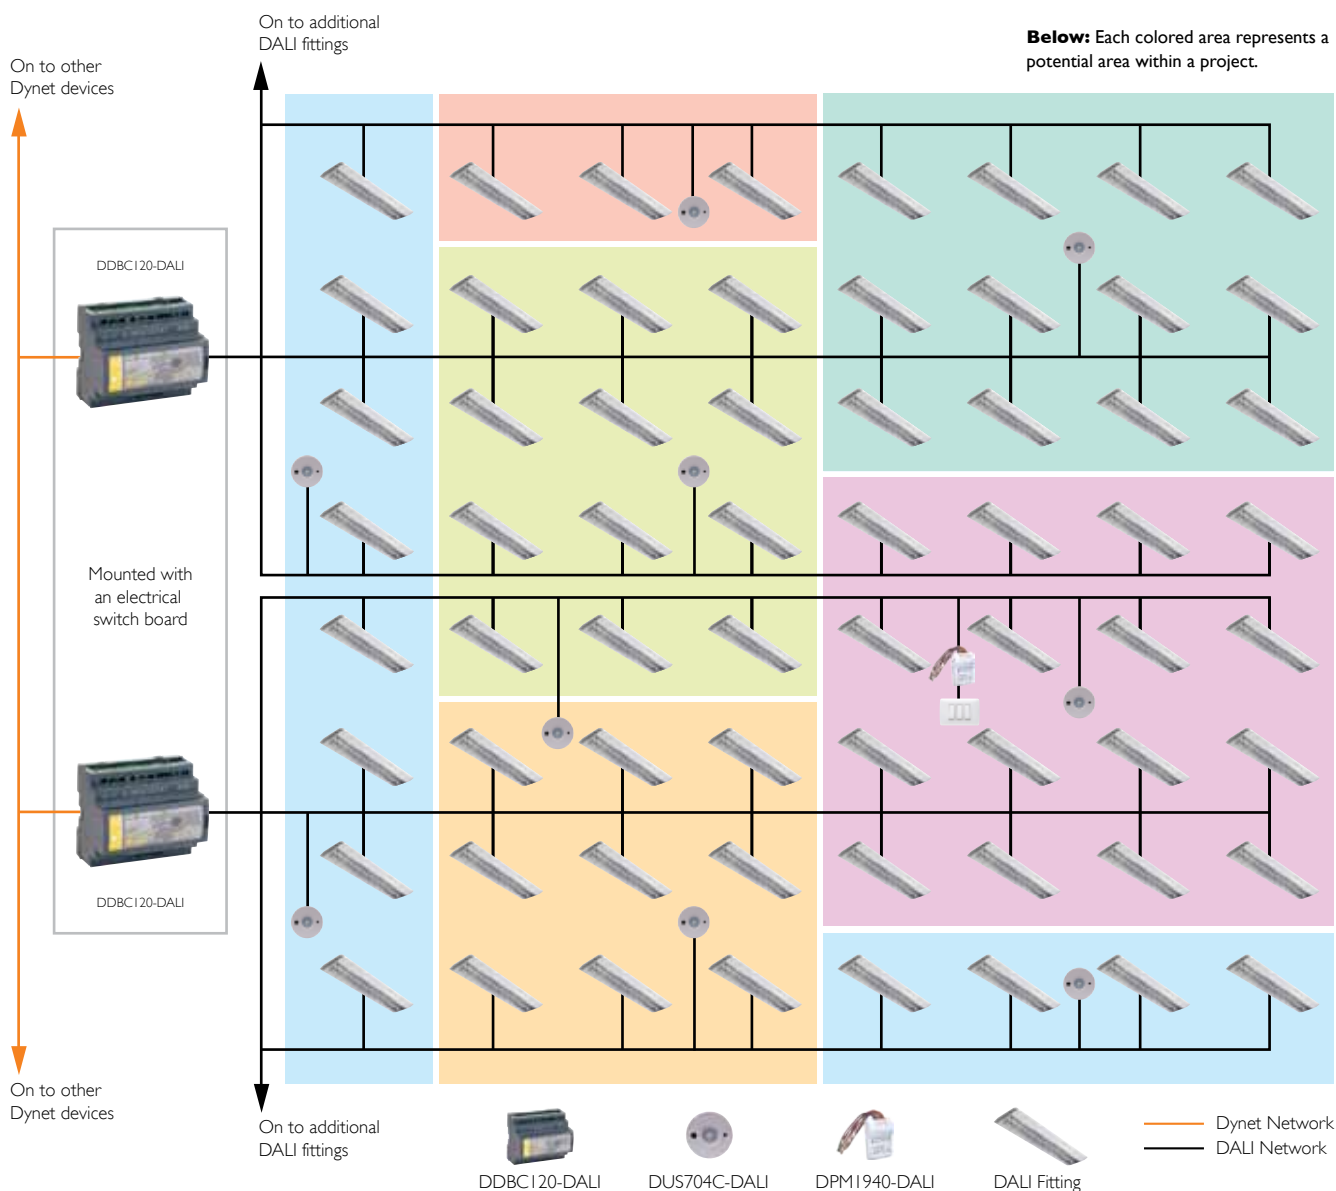 On to additional
DALI fittings
Below: Each colored area represents a
potential area within a project.
On to other
Dynet devices
DDBC120-DALI
Mounted with
an electrical
switch board
DDBC120-DALI
On to other
Dynet devices
On to additional
DALI fittings
DDBC120-DALI
DUS704C-DALI
DPM1940-DALI
DALI Fitting
Dynet Network
DALI Network